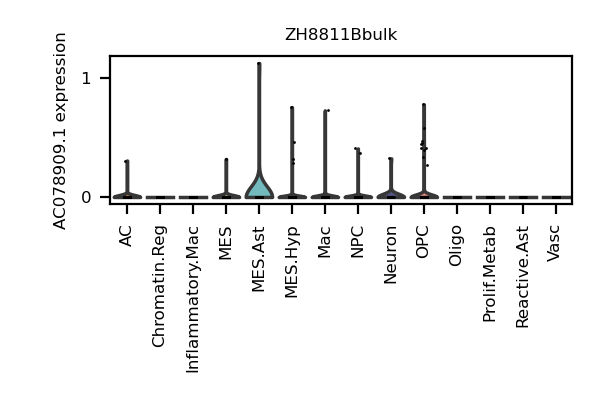 ZH8811Bbulk
AC078909.1 expression
1
0
AC
Chromatin.Reg
Inflammatory.Mac
MES
MES.Ast
MES.Hyp
Mac
NPC
Neuron
OPC
Oligo
Prolif.Metab
Reactive.Ast
Vasc